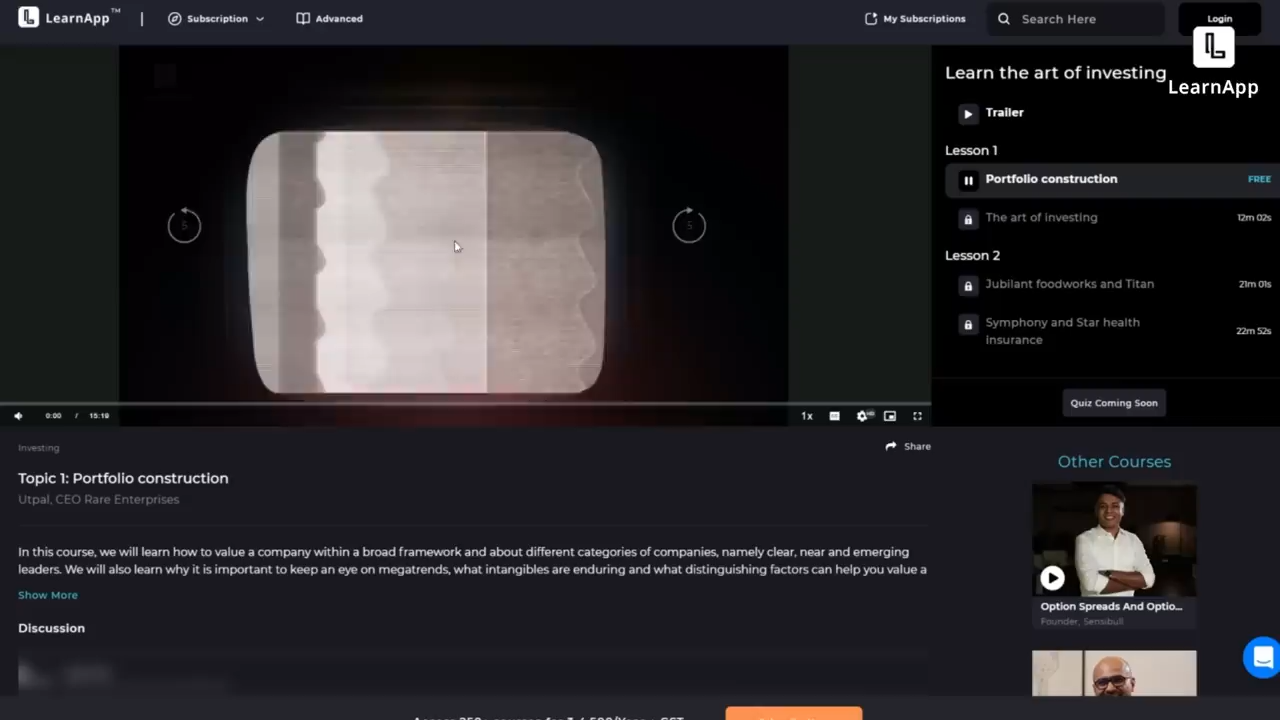 LearnApp™
Subscription
Advanced
My Subscriptions
Search Here
Login
LearnApp
Learn the art of investing
Trailer
Lesson 1
Portfolio construction
FREE
The art of investing
12m 02s
Lesson 2
Jubilant foodworks and Titan
21m 01s
Symphony and Star health
insurance
22m 52s
Quiz Coming Soon
5
5
0:00 / 15:19
1x
HD
Investing
Share
Topic 1: Portfolio construction
Utpal, CEO Rare Enterprises
In this course, we will learn how to value a company within a broad framework and about different categories of companies, namely clear, near and emerging
leaders. We will also learn why it is important to keep an eye on megatrends, what intangibles are enduring and what distinguishing factors can help you value a
Show More
Discussion
Other Courses
Option Spreads And Optio...
Founder, Sensibull